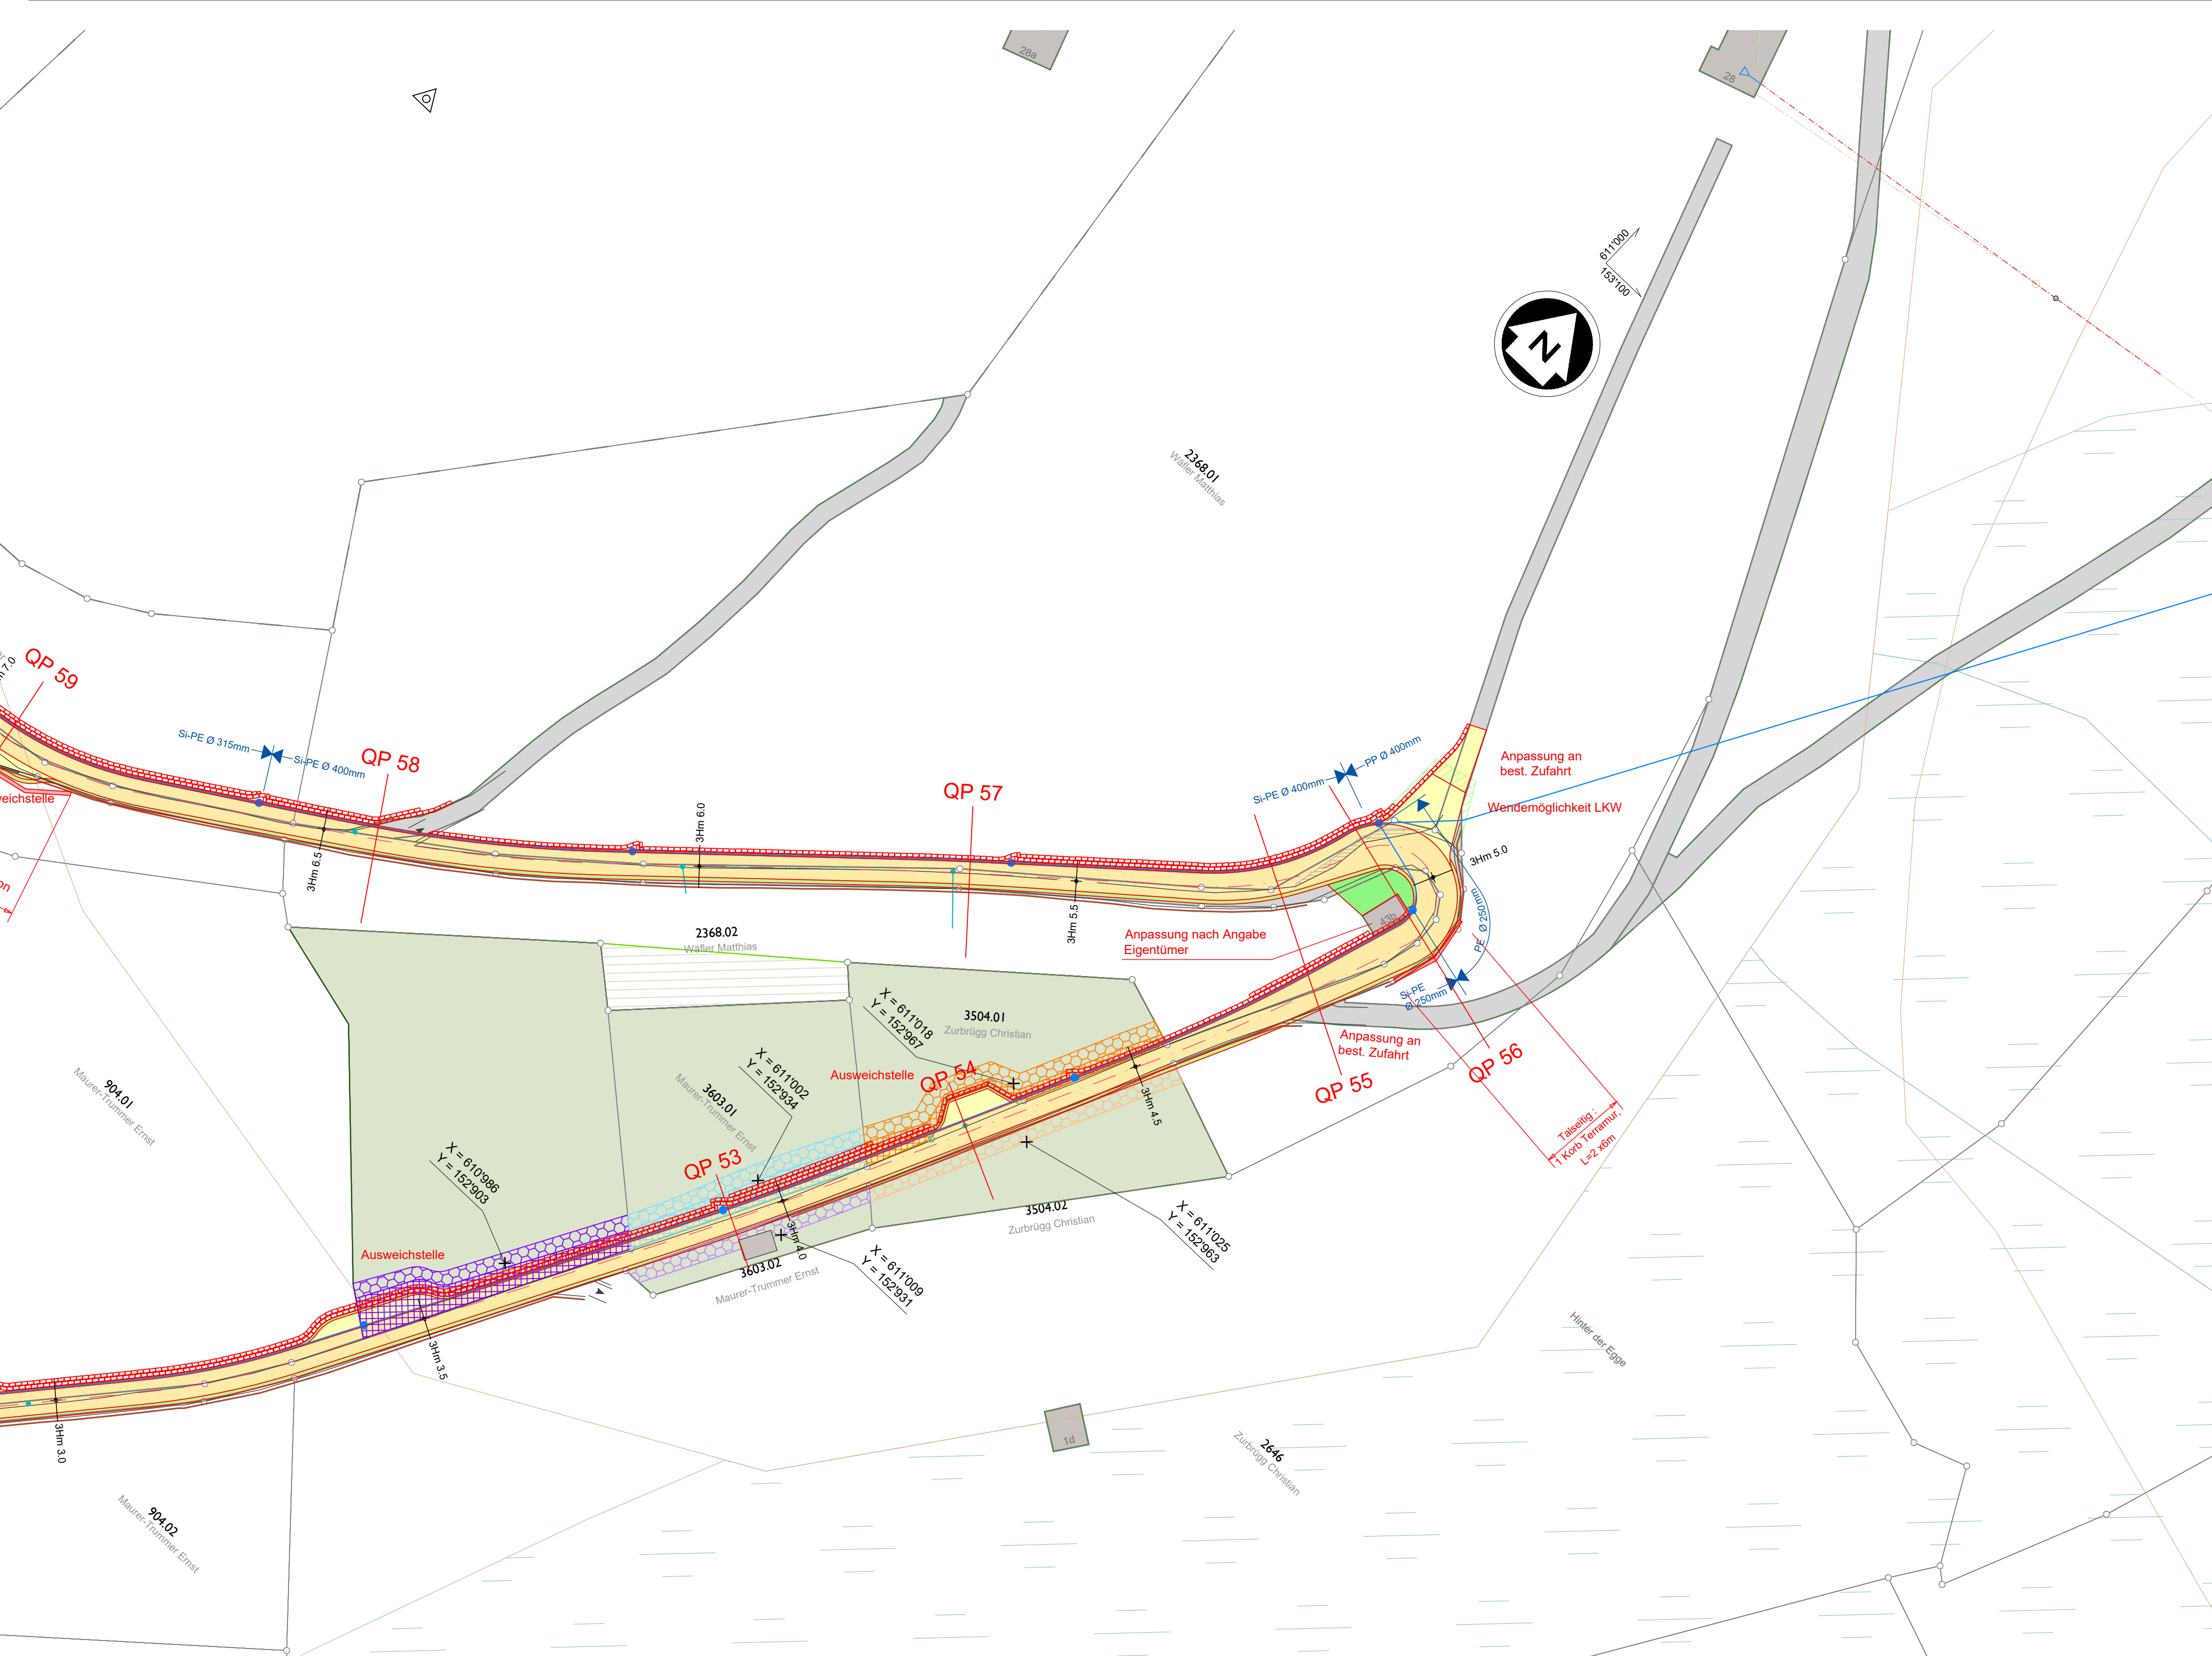 28a
28
611'000
153'100
N
2368.01
Wäfler Matthias
7.0
QP 59
Si-PE Ø 315mm
Si-PE Ø 400mm
QP 58
3Hm 6.5
3Hm 6.0
QP 57
3Hm 5.5
Si-PE Ø 400mm
PP Ø 400mm
Anpassung an
best. Zufahrt
Wendemöglichkeit LKW
3Hm 5.0
43b
PE Ø 250mm
Si-PE
Ø 250mm
Anpassung nach Angabe
Eigentümer
Anpassung an
best. Zufahrt
QP 55
QP 56
Talseitig :
1 Korb Terramur,
L=2 x6m
eichstelle
on
2368.02
Wäfler Matthias
X = 611'018
Y = 152'967
3504.01
Zurbrügg Christian
Ausweichstelle
QP 54
X = 611'002
Y = 152'934
3603.01
Maurer-Trummer Ernst
QP 53
3Hm 4.5
904.01
Maurer-Trummer Ernst
X = 610'986
Y = 152'903
Ausweichstelle
3Hm 4.0
3603.02
Maurer-Trummer Ernst
X = 611'009
Y = 152'931
3504.02
Zurbrügg Christian
X = 611'025
Y = 152'963
3Hm 3.5
3Hm 3.0
Hinter der Egge
1d
2646
Zurbrügg Christian
904.02
Maurer-Trummer Ernst